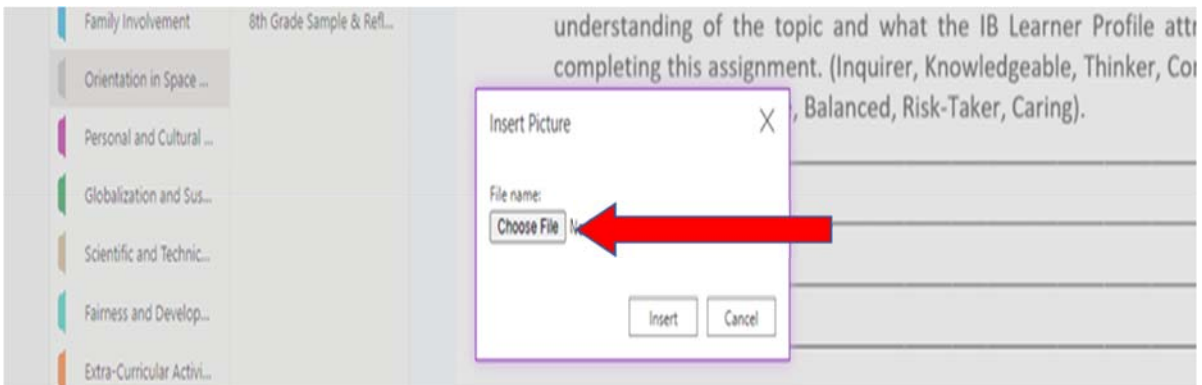 Family Involvement
Orientation in Space ...
Personal and Cultural ...
Globalization and Sus...
Scientific and Technic...
Fairness and Develop...
Extra-Curricular Activi...
8th Grade Sample & Refl...
understanding of the topic and what the IB Learner Profile
completing this assignment. (Inquirer, Knowledgeable, Thinker,
, Balanced, Risk-Taker, Caring).
Insert Picture
File name:
Choose File
Insert
Cancel